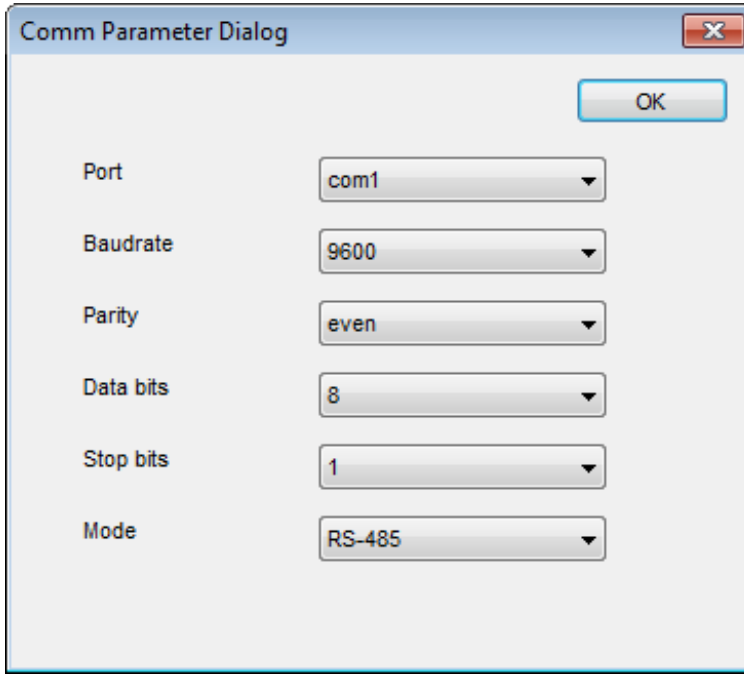 Comm Parameter Dialog
OK
Port com1
Baudrate 9600
Parity even
Data bits 8
Stop bits 1
Mode RS-485